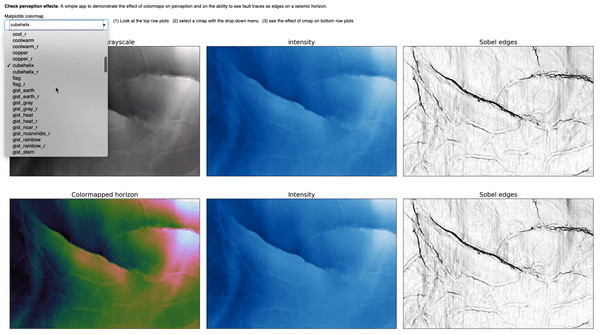 Check perception effects: A simple app to demonstrate the effect of colormaps on perception and on the ability to see fault traces as edges on a seismic horizon.
Matplotlib colormap
cubehelix
(1) Look at the top row plots (2) select a cmap with the drop-down menu (3) see the effect of cmap on bottom row plots
cool_r
coolwarm
coolwarm_r
copper
copper_r
✓ cubehelix
cubehelix_r
flag
flag_r
gist_earth
gist_earth_r
gist_gray
gist_gray_r
gist_heat
gist_heat_r
gist_ncar_r
gist_ncarviridis_r
gist_rainbow
gist_rainbow_r
gist_stern
grayscale
intensity
Sobel edges
Colormapped horizon
Intensity
Sobel edges